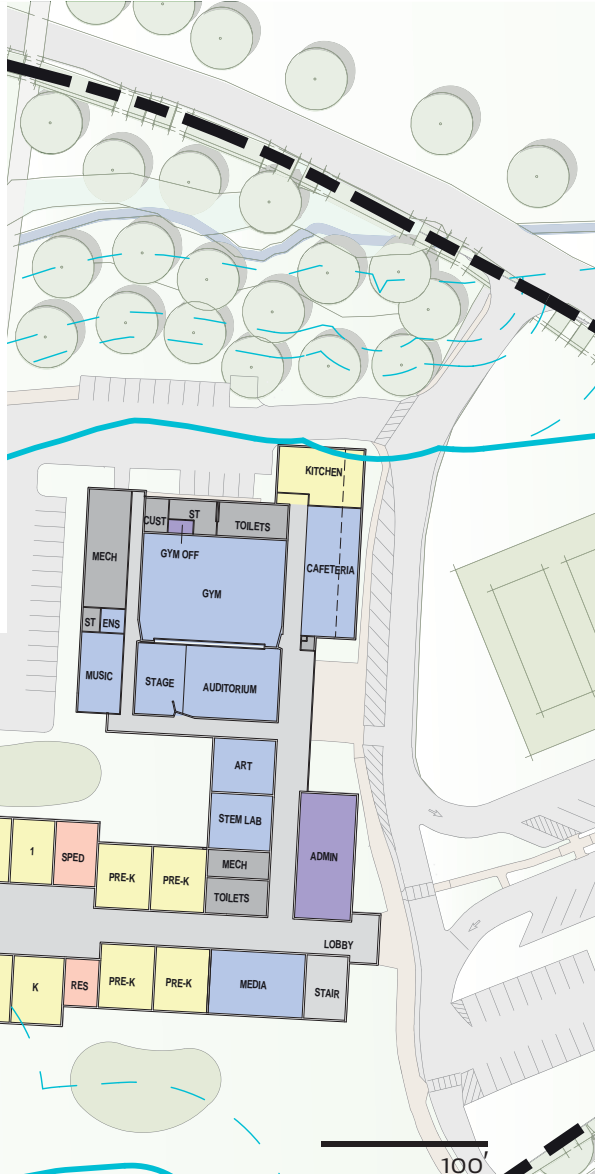 KITCHEN
CUST
ST
TOILETS
MECH
GYM OFF
CAFETERIA
GYM
ST
ENS
MUSIC
STAGE
AUDITORIUM
ART
STEM LAB
1
SPED
MECH
ADMIN
PRE-K
PRE-K
TOILETS
LOBBY
K
RES
PRE-K
PRE-K
MEDIA
STAIR
100'